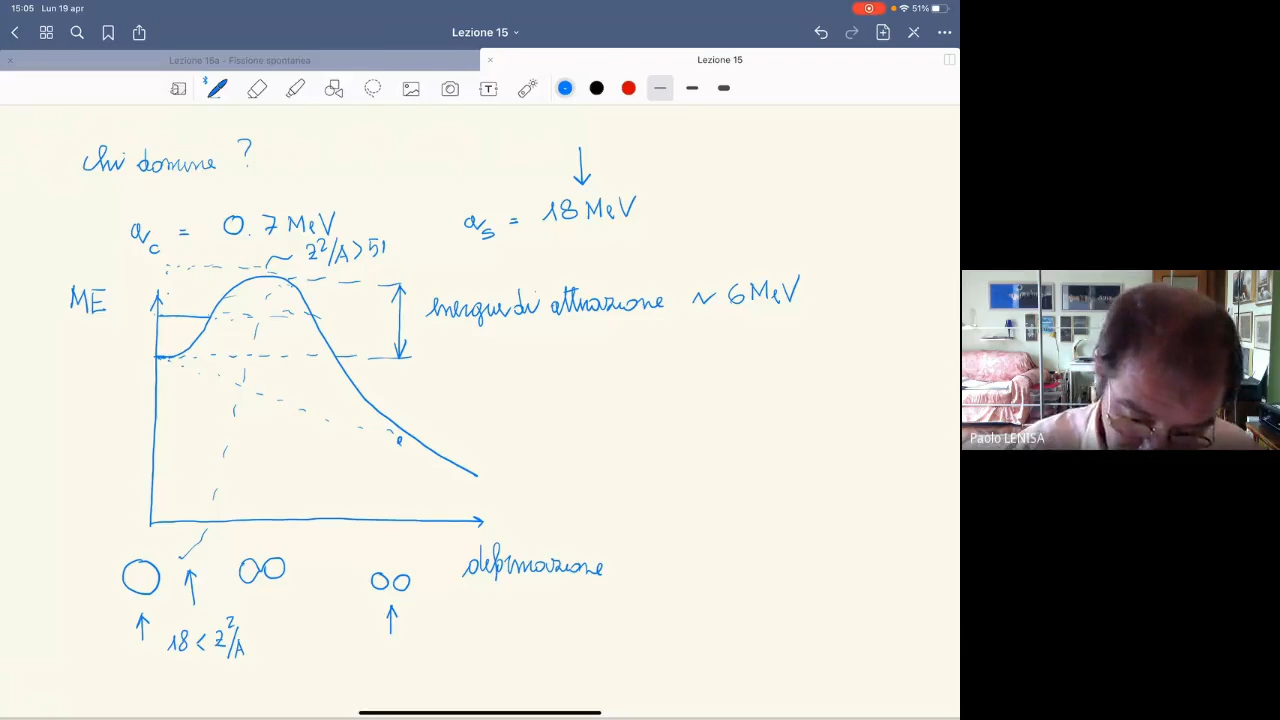 15:05 Lun 19 apr
51%
Lezione 15
Lezione 16a - Fissione spontanea
Lezione 15
chi domina ?
a_c = 0.7 MeV
a_s = 18 MeV
Z²/A > 51
ME
energia di attivazione ~ 6 MeV
deformazione
18 < Z²/A
Paolo LENISA